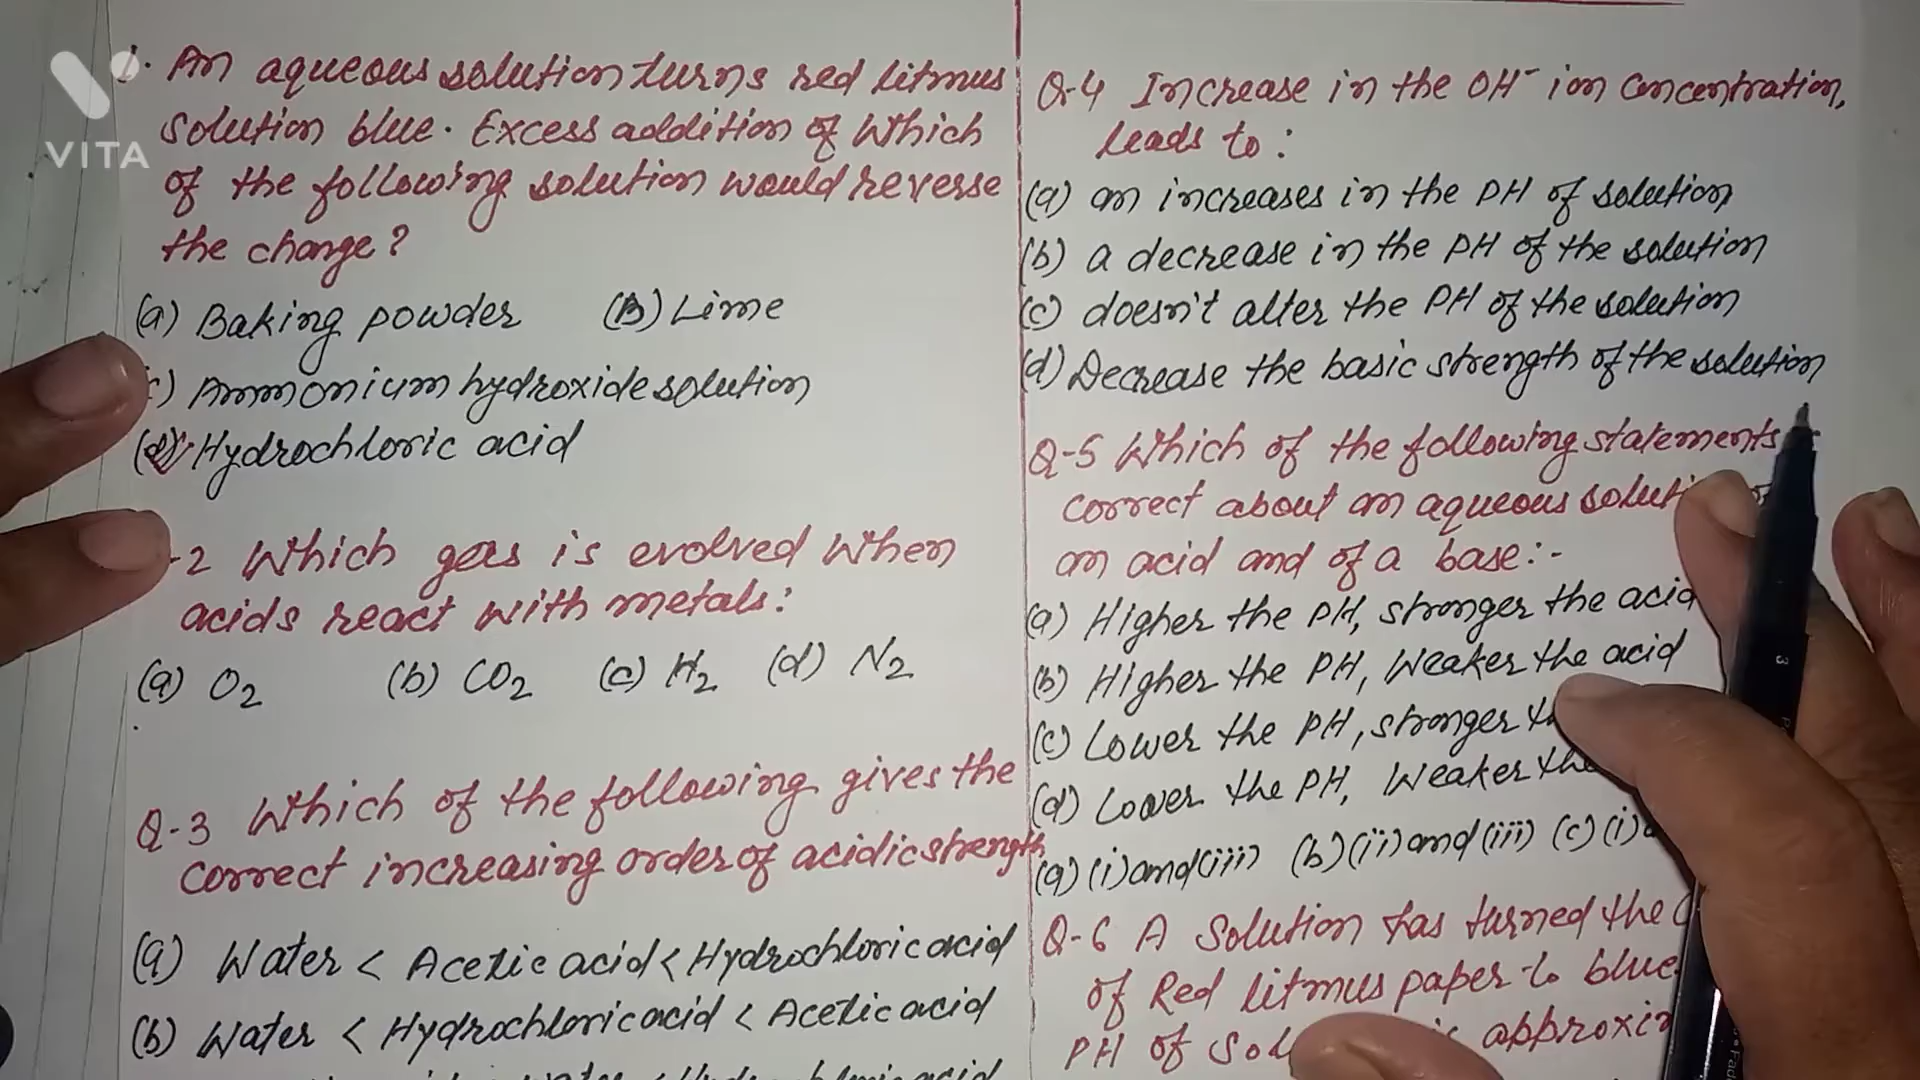 1. An aqueous solution turns red litmus
solution blue. Excess addition of Which
of the following solution would reverse
the change?
(a) Baking powder (B) Lime
c) Ammonium hydroxide solution
(d) Hydrochloric acid
-2 Which gas is evolved When
acids react with metals:
(a) O2 (b) CO2 (c) H2 (d) N2
Q-3 Which of the following gives the
correct increasing order of acidic strength
(a) Water < Acetic acid < Hydrochloric acid
(b) Water < Hydrochloric acid < Acetic acid
Q-4 Increase in the OH- ion concentration,
leads to:
(a) an increases in the PH of solution
(b) a decrease in the PH of the solution
(c) doesn't alter the PH of the solution
(d) Decrease the basic strength of the solution
Q-5 Which of the following statements
correct about an aqueous
an acid and of a base:-
(a) Higher the PH, stronger the acid
(b) Higher the PH, Weaker the acid
(c) Lower the PH, stronger
(d) Lower the PH, Weaker the
(a) (i) and (iii) (b) (ii) and (iii) (c) (i)
Q-6 A Solution has turned the
of Red litmus paper to blue
PH of
VITA